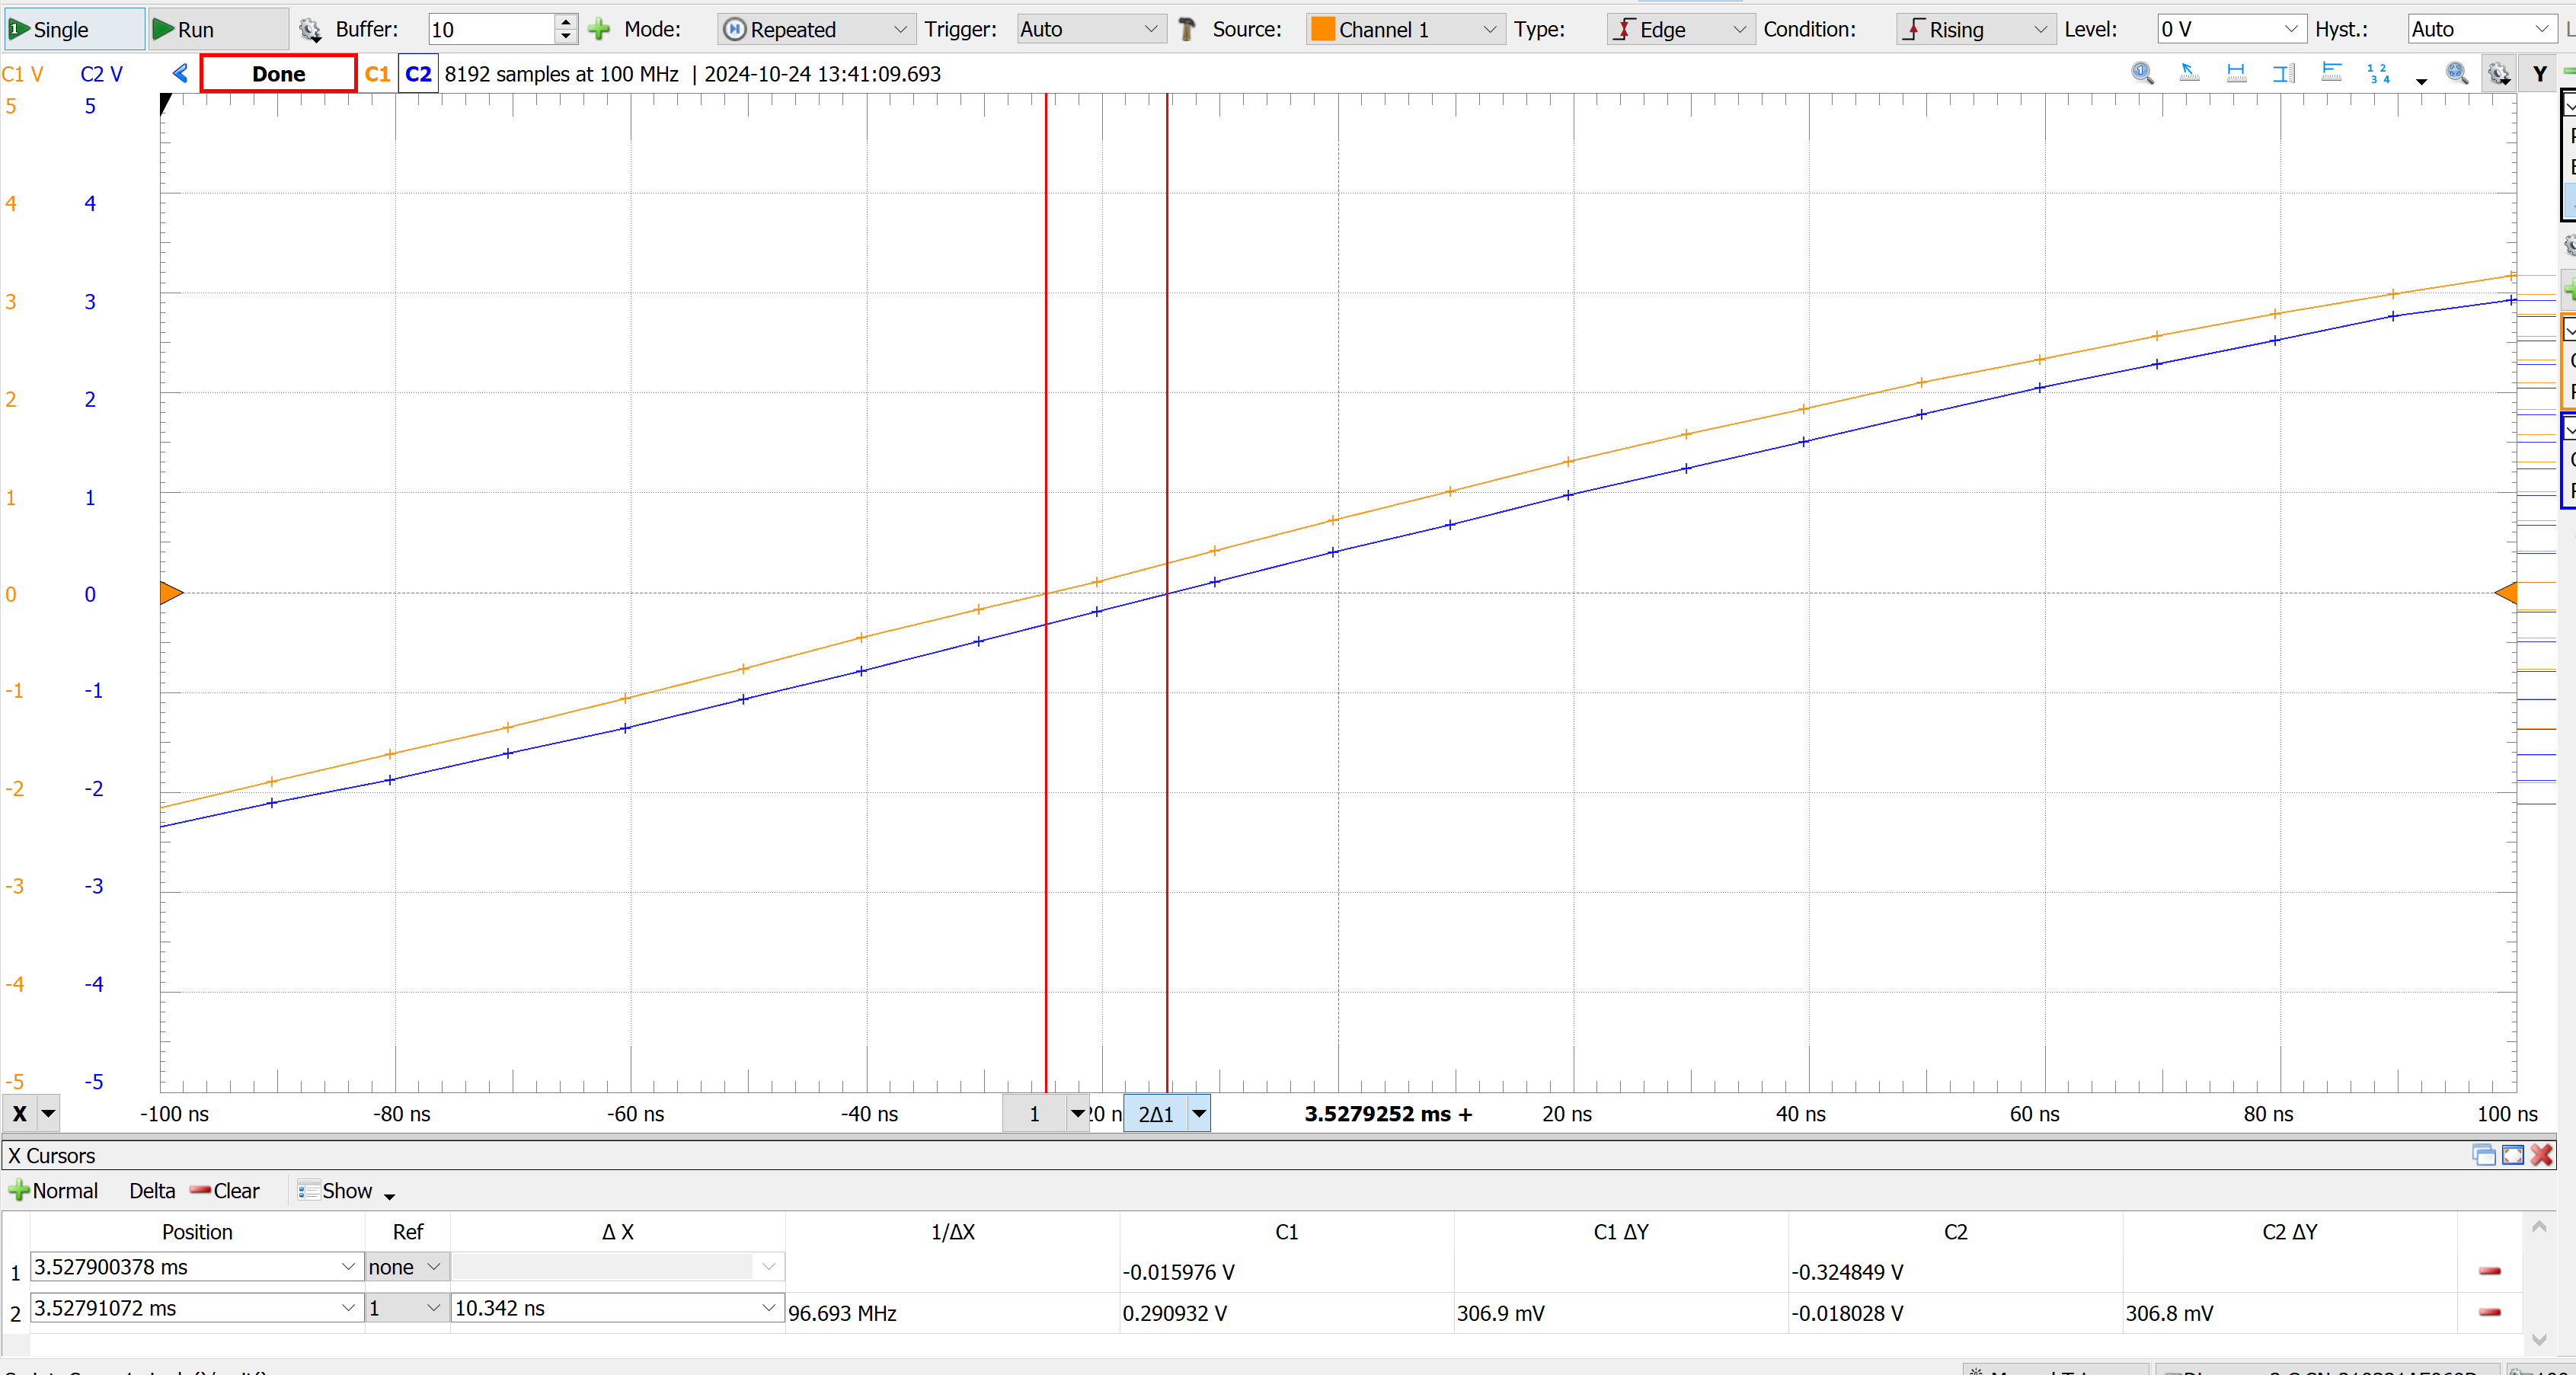 Single Run Buffer: 10 Mode: Repeated Trigger: Auto Source: Channel 1 Type: Edge Condition: Rising Level: 0 V Hyst.: Auto
C1 V C2 V Done C1 C2 8192 samples at 100 MHz | 2024-10-24 13:41:09.693 Y
5 5
4 4
3 3
2 2
1 1
0 0
-1 -1
-2 -2
-3 -3
-4 -4
-5 -5
X -100 ns -80 ns -60 ns -40 ns 1 2Δ1 3.5279252 ms + 20 ns 40 ns 60 ns 80 ns 100 ns
X Cursors
Normal Delta Clear Show
Position Ref Δ X 1/ΔX C1 C1 ΔY C2 C2 ΔY
1 3.527900378 ms none -0.015976 V -0.324849 V
2 3.52791072 ms 1 10.342 ns 96.693 MHz 0.290932 V 306.9 mV -0.018028 V 306.8 mV